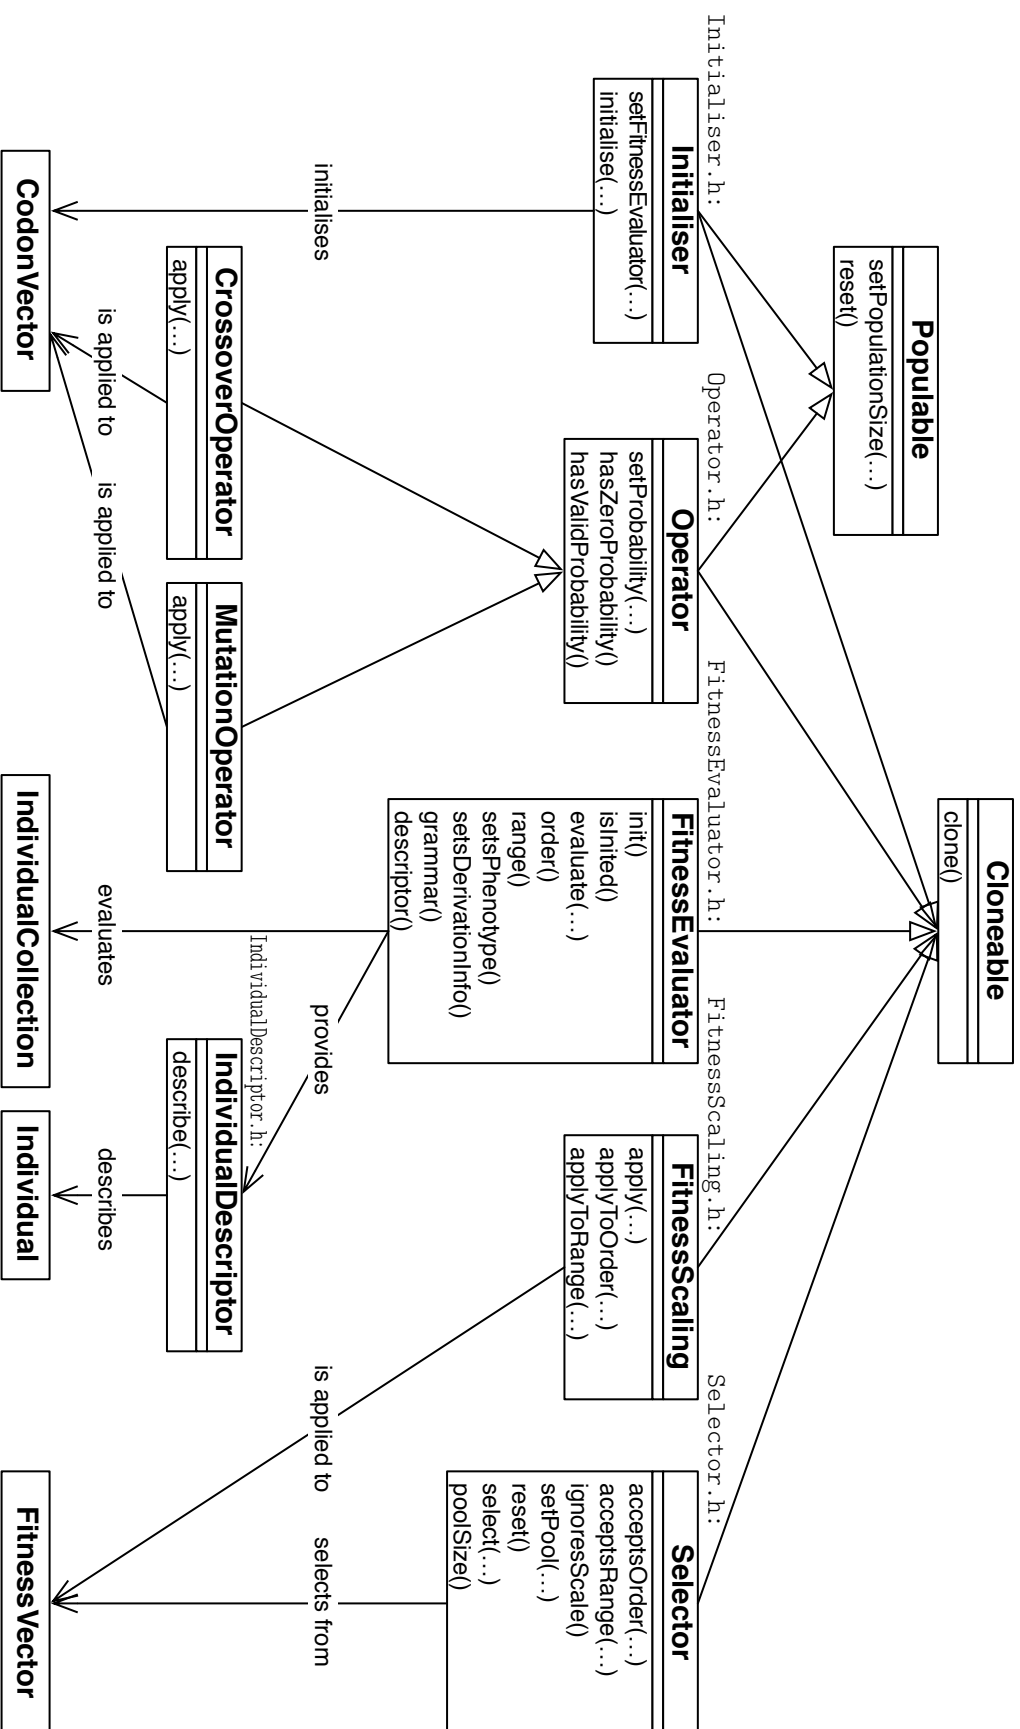 Cloneable
clone()
Populable
setPopulationSize(...)
reset()
Initialiser.h:
Initialiser
setFitnessEvaluator(...)
initialise(...)
Operator.h:
Operator
setProbability(...)
hasZeroProbability()
hasValidProbability()
FitnessEvaluator.h:
FitnessEvaluator
init()
isInited()
evaluate(...)
order()
range()
setsPhenotype()
setsDerivationInfo()
grammar()
descriptor()
FitnessScaling.h:
FitnessScaling
apply(...)
applyToOrder(...)
applyToRange(...)
Selector.h:
Selector
acceptsOrder(...)
acceptsRange(...)
ignoresScale()
setPool(...)
reset()
select(...)
poolSize()
initialises
provides
is applied to
selects from
IndividualDescriptor.h:
CrossoverOperator
apply(...)
MutationOperator
apply(...)
IndividualDescriptor
describe(...)
is applied to
is applied to
evaluates
describes
CodonVector
IndividualCollection
Individual
FitnessVector